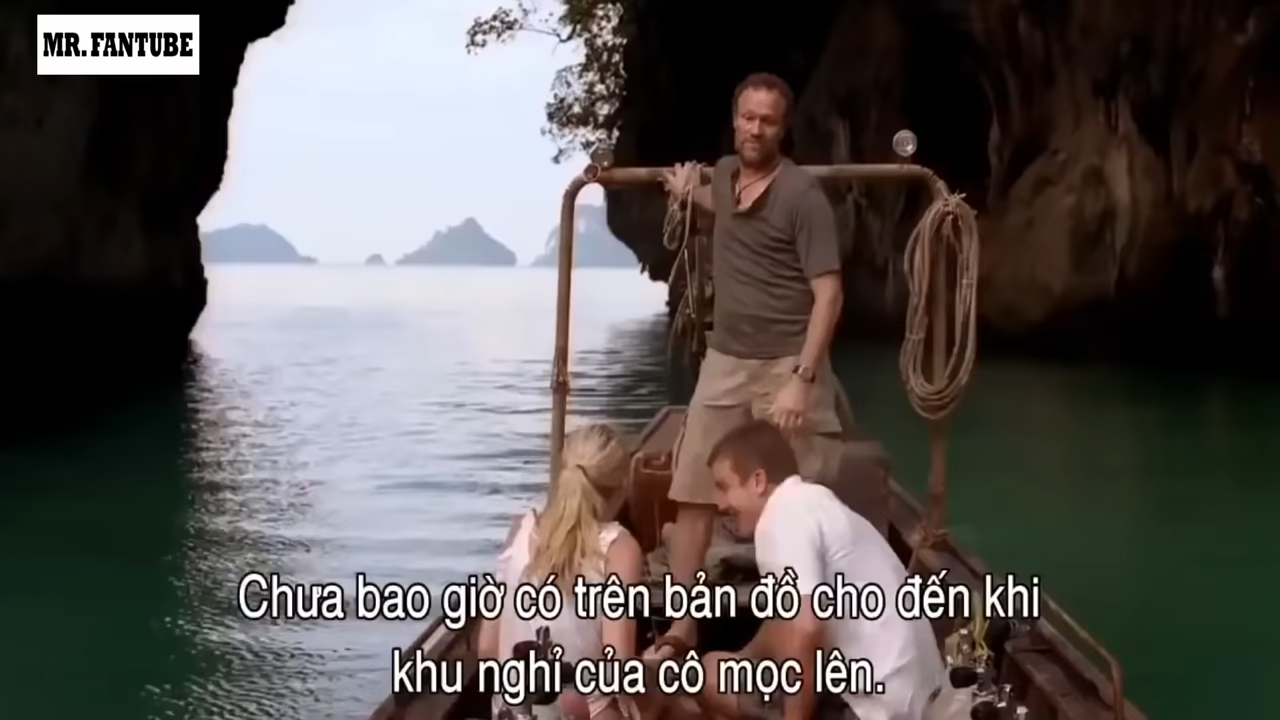 MR. FANTUBE
Chưa bao giờ có trên bản đồ cho đến khi
khu nghỉ của cô mọc lên.